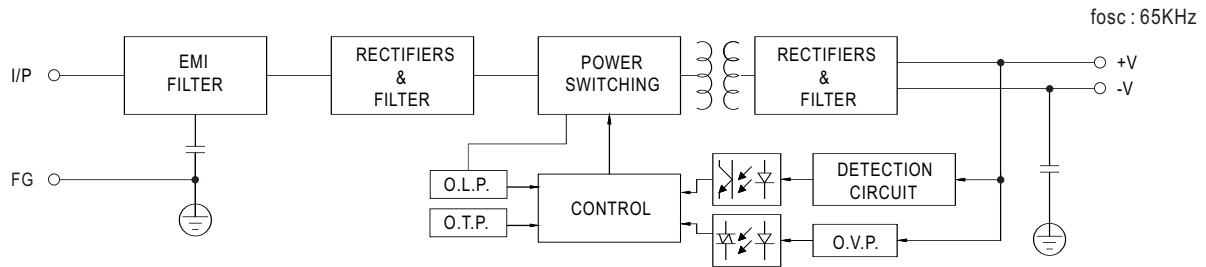 fosc : 65KHz
I/P
EMI
FILTER
RECTIFIERS
&
FILTER
POWER
SWITCHING
RECTIFIERS
&
FILTER
+V
-V
FG
O.L.P.
O.T.P.
CONTROL
DETECTION
CIRCUIT
O.V.P.